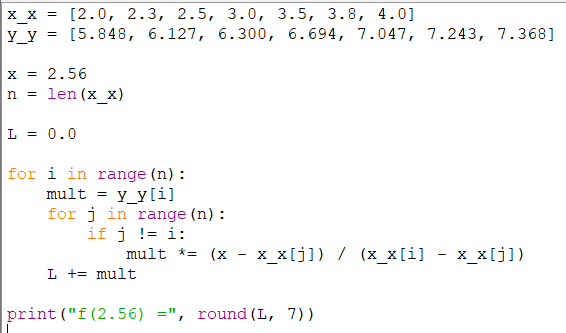 x_x = [2.0, 2.3, 2.5, 3.0, 3.5, 3.8, 4.0]
y_y = [5.848, 6.127, 6.300, 6.694, 7.047, 7.243, 7.368]

x = 2.56
n = len(x_x)

L = 0.0

for i in range(n):
    mult = y_y[i]
    for j in range(n):
        if j != i:
            mult *= (x - x_x[j]) / (x_x[i] - x_x[j])
    L += mult

print("f(2.56) =", round(L, 7))